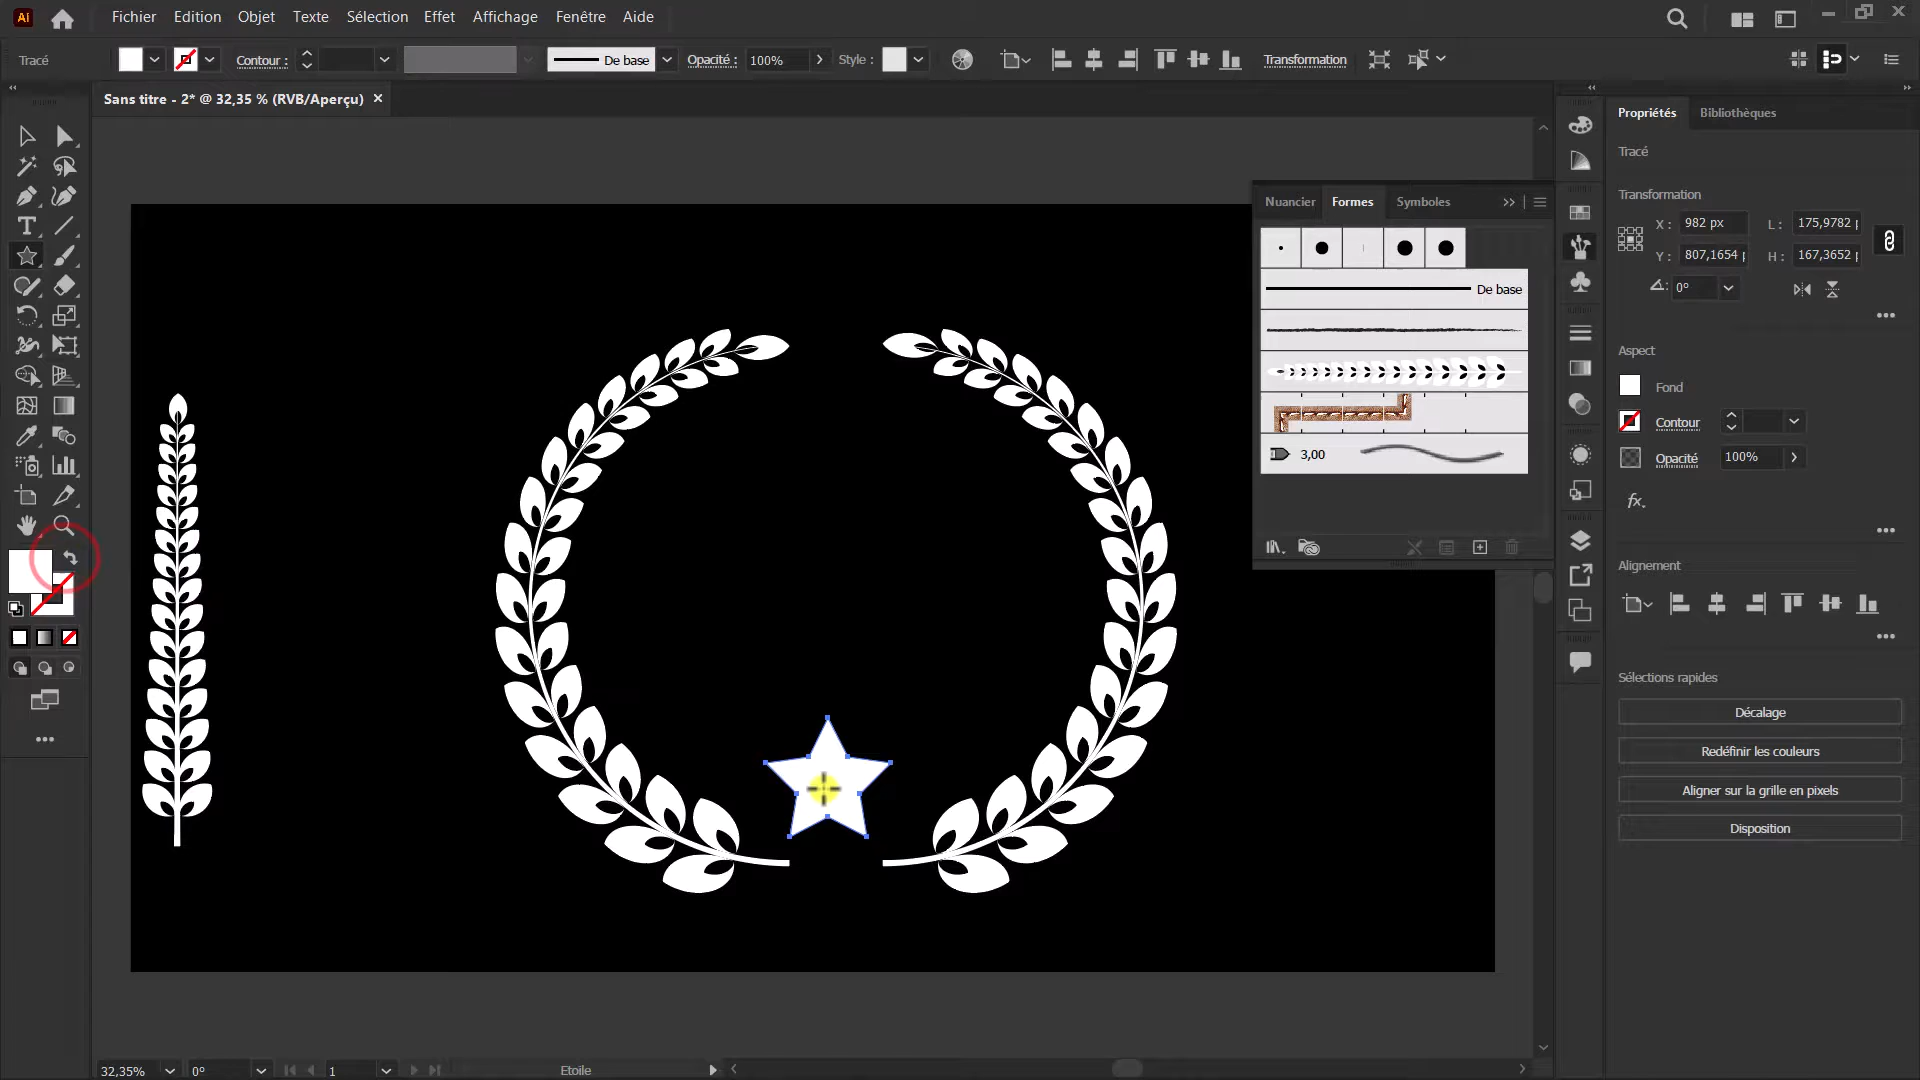 Ai
Fichier Edition Objet Texte Sélection Effet Affichage Fenêtre Aide
Tracé
Contour :
De base
Opacité : 100%
Style :
Transformation
Sans titre - 2* @ 32,35 % (RVB/Aperçu) ×
Propriétés Bibliothèques
Tracé
Transformation
X : 982 px L : 175,9782
Y : 807,1654 H : 167,3652
0°
Aspect
Fond
Contour
Opacité 100%
fx.
Alignement
Sélections rapides
Décalage
Redéfinir les couleurs
Aligner sur la grille en pixels
Disposition
Nuancier Formes Symboles
De base
3,00
32,35% 0° 1 Etoile